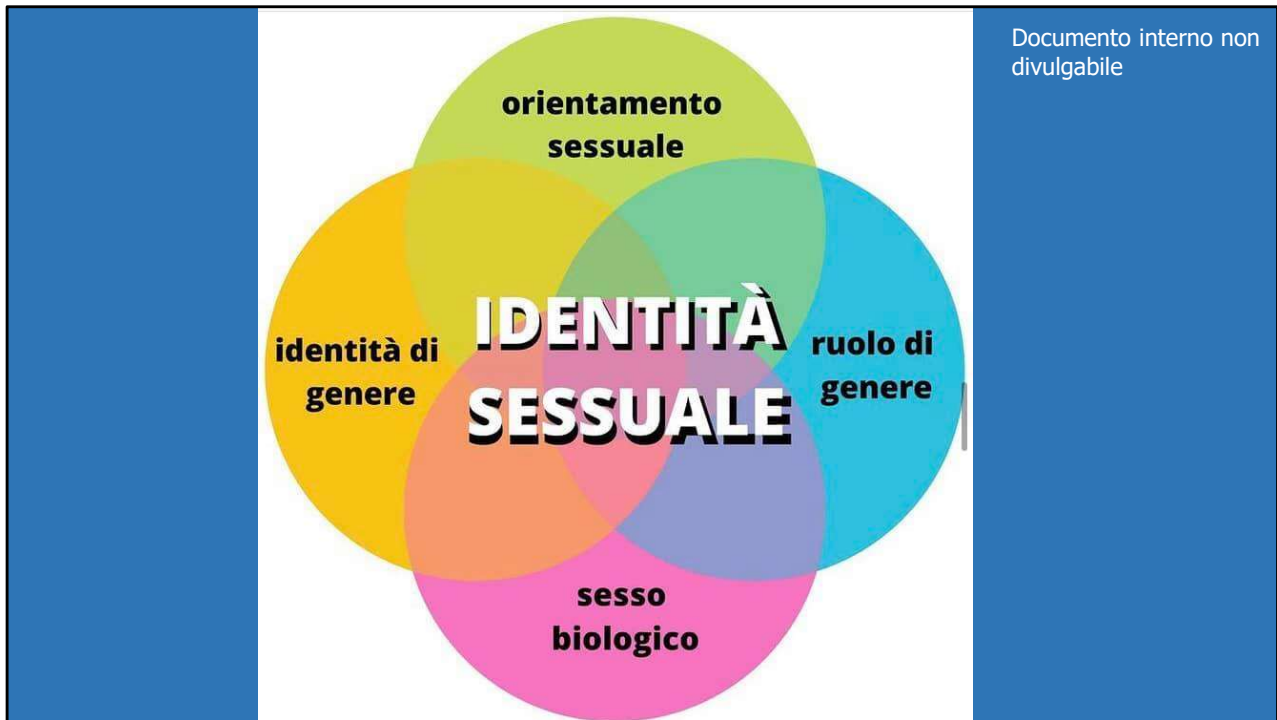 Documento interno non
divulgabile
orientamento
sessuale
identità di
genere
IDENTITÀ
SESSUALE
ruolo di
genere
sesso
biologico